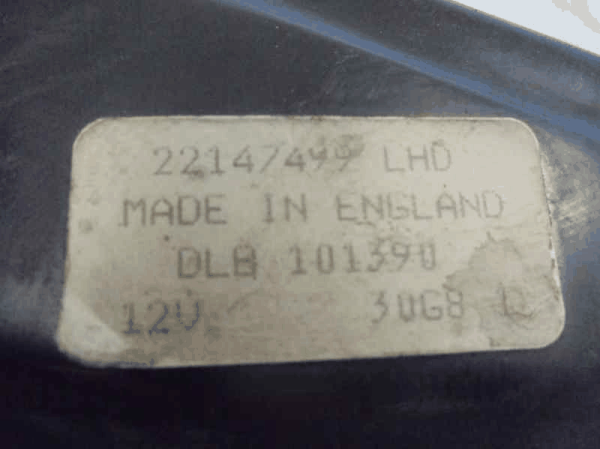 22147499 LHD
MADE IN ENGLAND
DLB 101390
12V 30G8